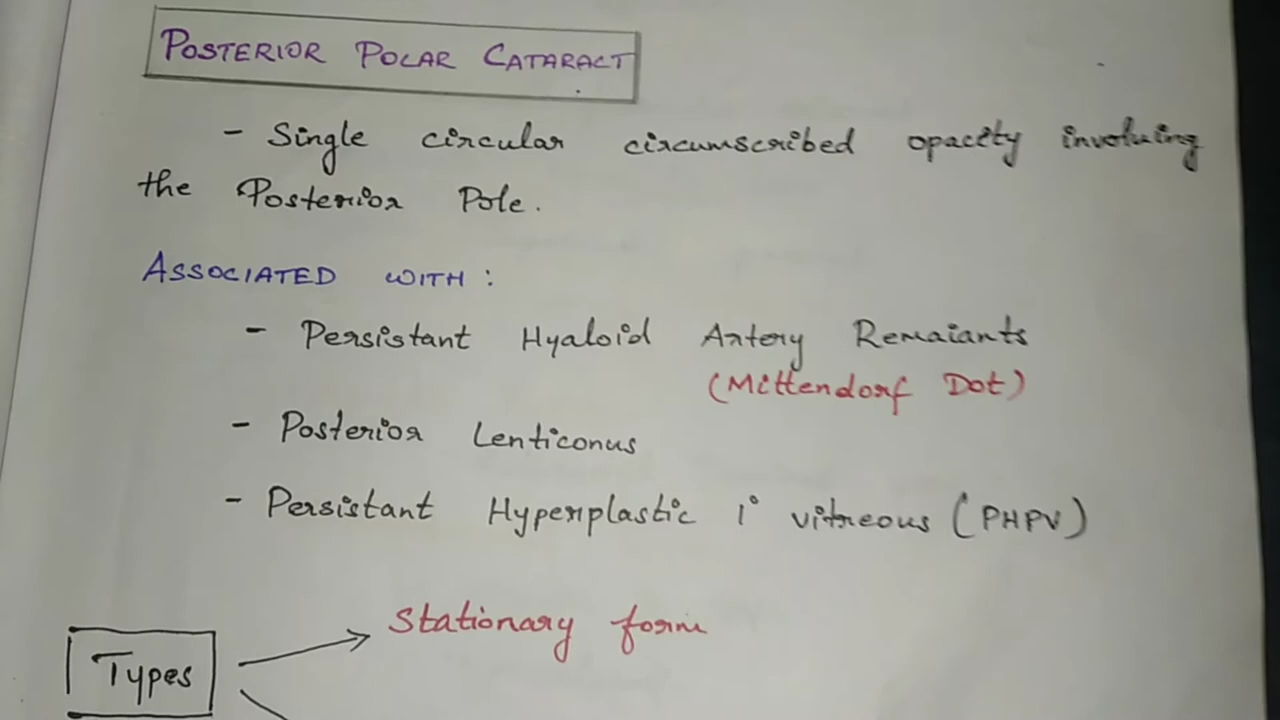 POSTERIOR POLAR CATARACT
- Single circular circumscribed opacity involving
the Posterior Pole.
ASSOCIATED WITH :
- Persistant Hyaloid Artery Remaiants
(Mittendorf Dot)
- Posterior Lenticonus
- Persistant Hyperplastic 1° vitreous (PHPV)
Stationary form
Types